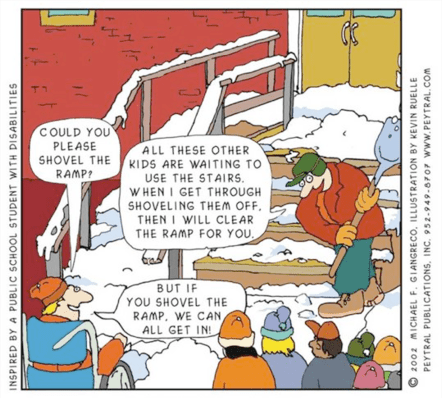 COULD YOU
PLEASE
SHOVEL THE
RAMP?
ALL THESE OTHER
KIDS ARE WAITING TO
USE THE STAIRS.
WHEN I GET THROUGH
SHOVELING THEM OFF,
THEN I WILL CLEAR
THE RAMP FOR YOU.
BUT IF
YOU SHOVEL THE
RAMP, WE CAN
ALL GET IN!
INSPIRED BY A PUBLIC SCHOOL STUDENT WITH DISABILITIES
© 2002 MICHAEL F. GIANGRECO, ILLUSTRATION BY KEVIN RUELLE
PEYTRAL PUBLICATIONS, INC. 952-949-8707 WWW.PEYTRAL.COM